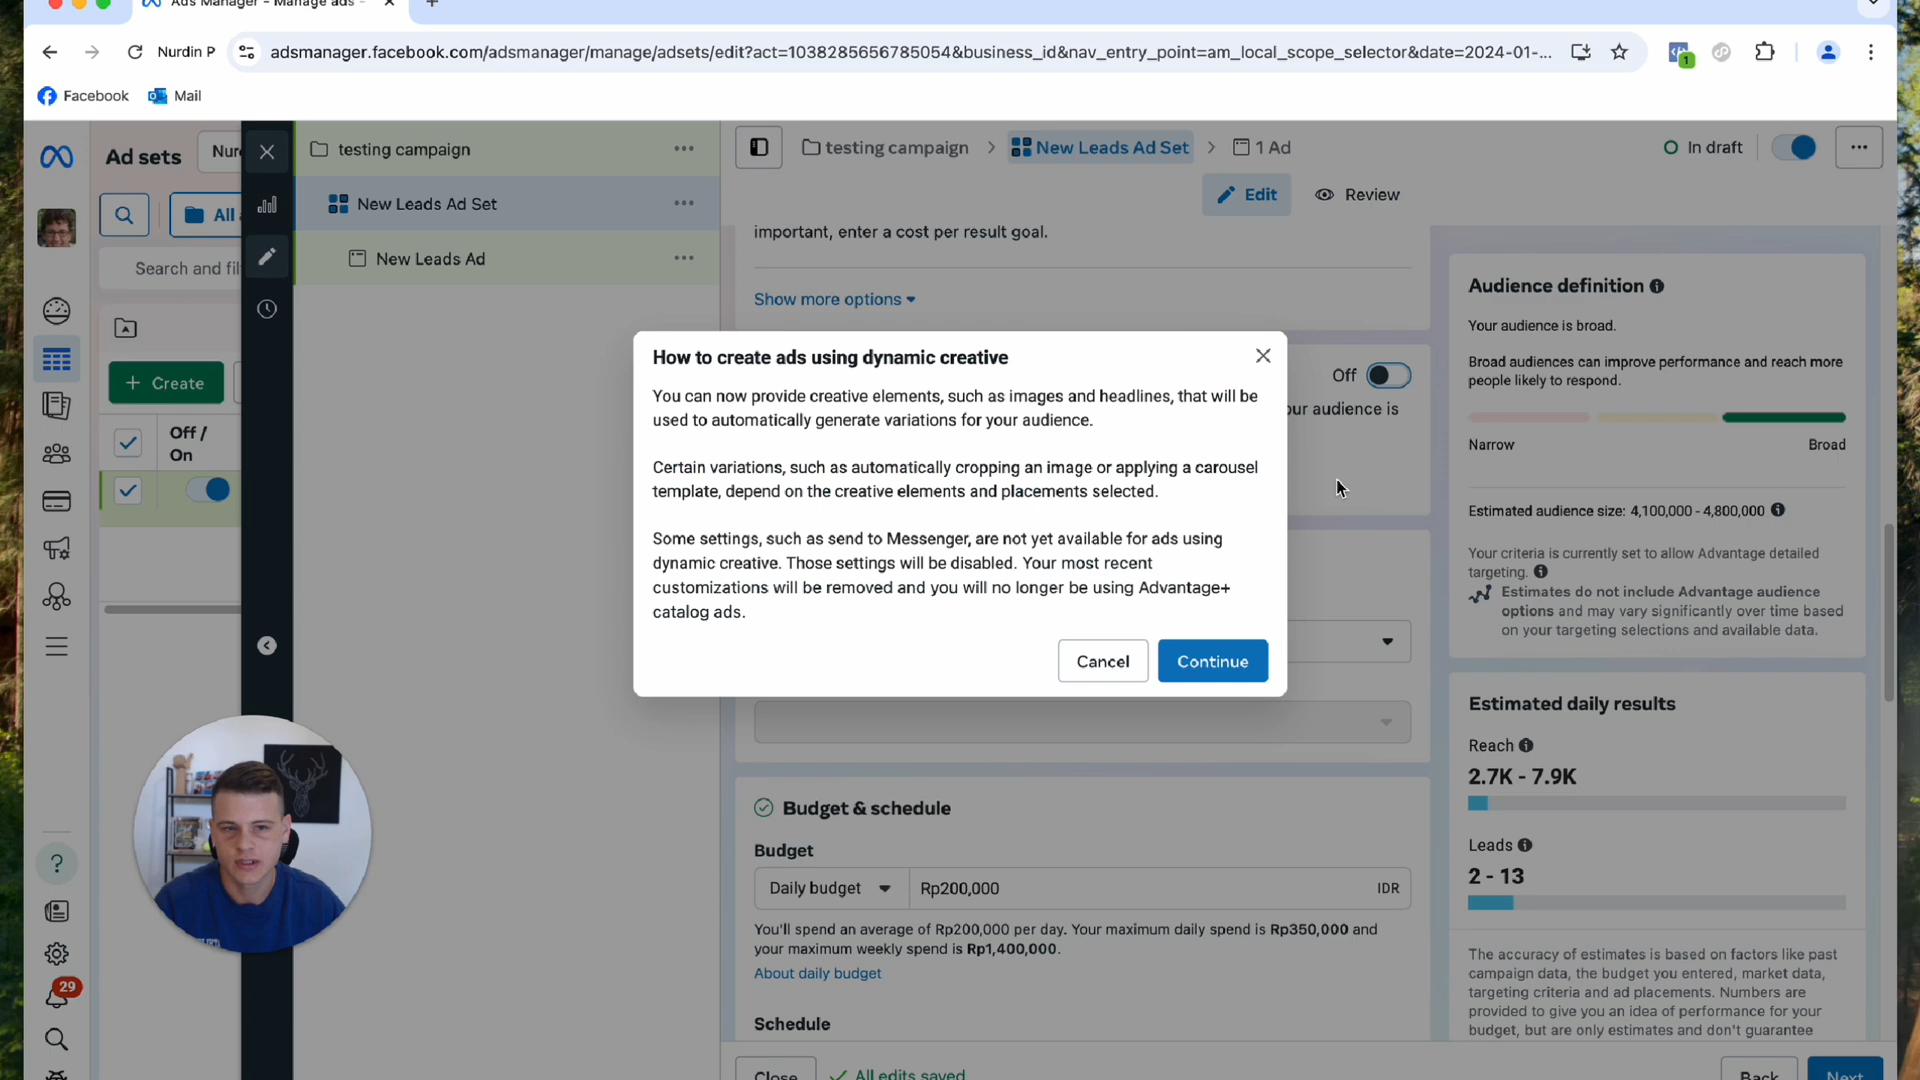 Ads Manager - Manage ads -
Nurdin P
adsmanager.facebook.com/adsmanager/manage/adsets/edit?act=1038285656785054&business_id&nav_entry_point=am_local_scope_selector&date=2024-01-...
1
Facebook
Mail
Ad sets
Nur
All
Search and fil
+ Create
Off /
On
29
testing campaign
New Leads Ad Set
New Leads Ad
testing campaign > New Leads Ad Set > 1 Ad
In draft
Edit
Review
important, enter a cost per result goal.
Show more options
Off
our audience is
How to create ads using dynamic creative
You can now provide creative elements, such as images and headlines, that will be
used to automatically generate variations for your audience.
Certain variations, such as automatically cropping an image or applying a carousel
template, depend on the creative elements and placements selected.
Some settings, such as send to Messenger, are not yet available for ads using
dynamic creative. Those settings will be disabled. Your most recent
customizations will be removed and you will no longer be using Advantage+
catalog ads.
Cancel
Continue
Budget & schedule
Budget
Daily budget
Rp200,000
IDR
You'll spend an average of Rp200,000 per day. Your maximum daily spend is Rp350,000 and
your maximum weekly spend is Rp1,400,000.
About daily budget
Schedule
Close
All edits saved
Back
Next
Audience definition
Your audience is broad.
Broad audiences can improve performance and reach more
people likely to respond.
Narrow
Broad
Estimated audience size: 4,100,000 - 4,800,000
Your criteria is currently set to allow Advantage detailed
targeting.
Estimates do not include Advantage audience
options and may vary significantly over time based
on your targeting selections and available data.
Estimated daily results
Reach
2.7K - 7.9K
Leads
2 - 13
The accuracy of estimates is based on factors like past
campaign data, the budget you entered, market data,
targeting criteria and ad placements. Numbers are
provided to give you an idea of performance for your
budget, but are only estimates and don't guarantee